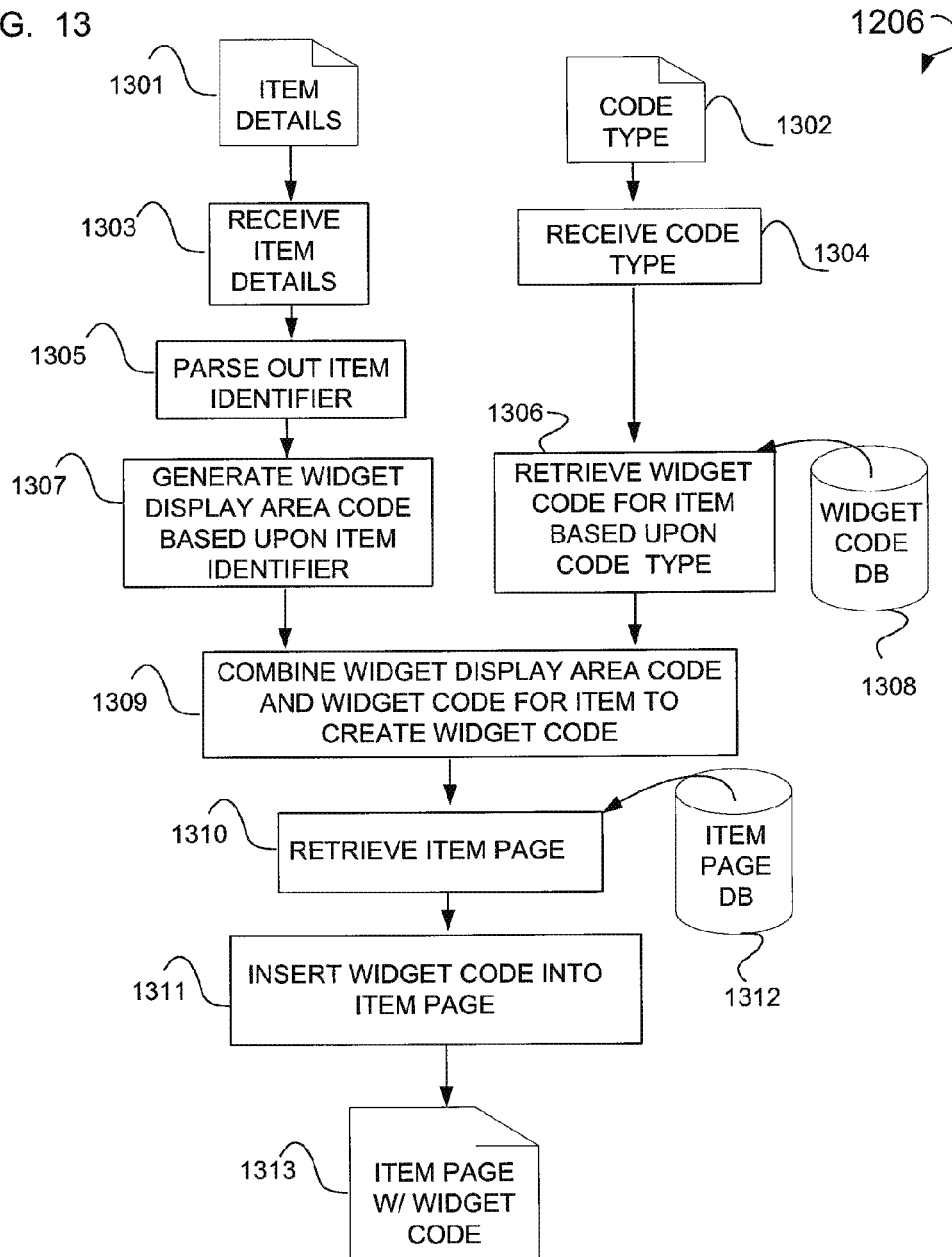 G. 13
1206
1301
ITEM
DETAILS
CODE
TYPE
1302
1303
RECEIVE
ITEM
DETAILS
RECEIVE CODE
TYPE
1304
1305
PARSE OUT ITEM
IDENTIFIER
1306
1307
GENERATE WIDGET
DISPLAY AREA CODE
BASED UPON ITEM
IDENTIFIER
RETRIEVE WIDGET
CODE FOR ITEM
BASED UPON
CODE TYPE
WIDGET
CODE
DB
1308
1309
COMBINE WIDGET DISPLAY AREA CODE
AND WIDGET CODE FOR ITEM TO
CREATE WIDGET CODE
1310
RETRIEVE ITEM PAGE
ITEM
PAGE
DB
1312
1311
INSERT WIDGET CODE INTO
ITEM PAGE
1313
ITEM PAGE
W/ WIDGET
CODE